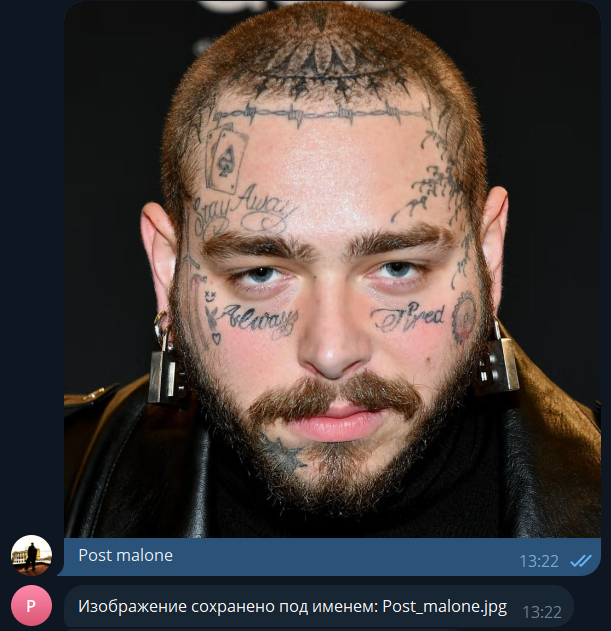 Stay Away
Always
Tired
Post malone
13:22
P
Изображение сохранено под именем: Post_malone.jpg
13:22